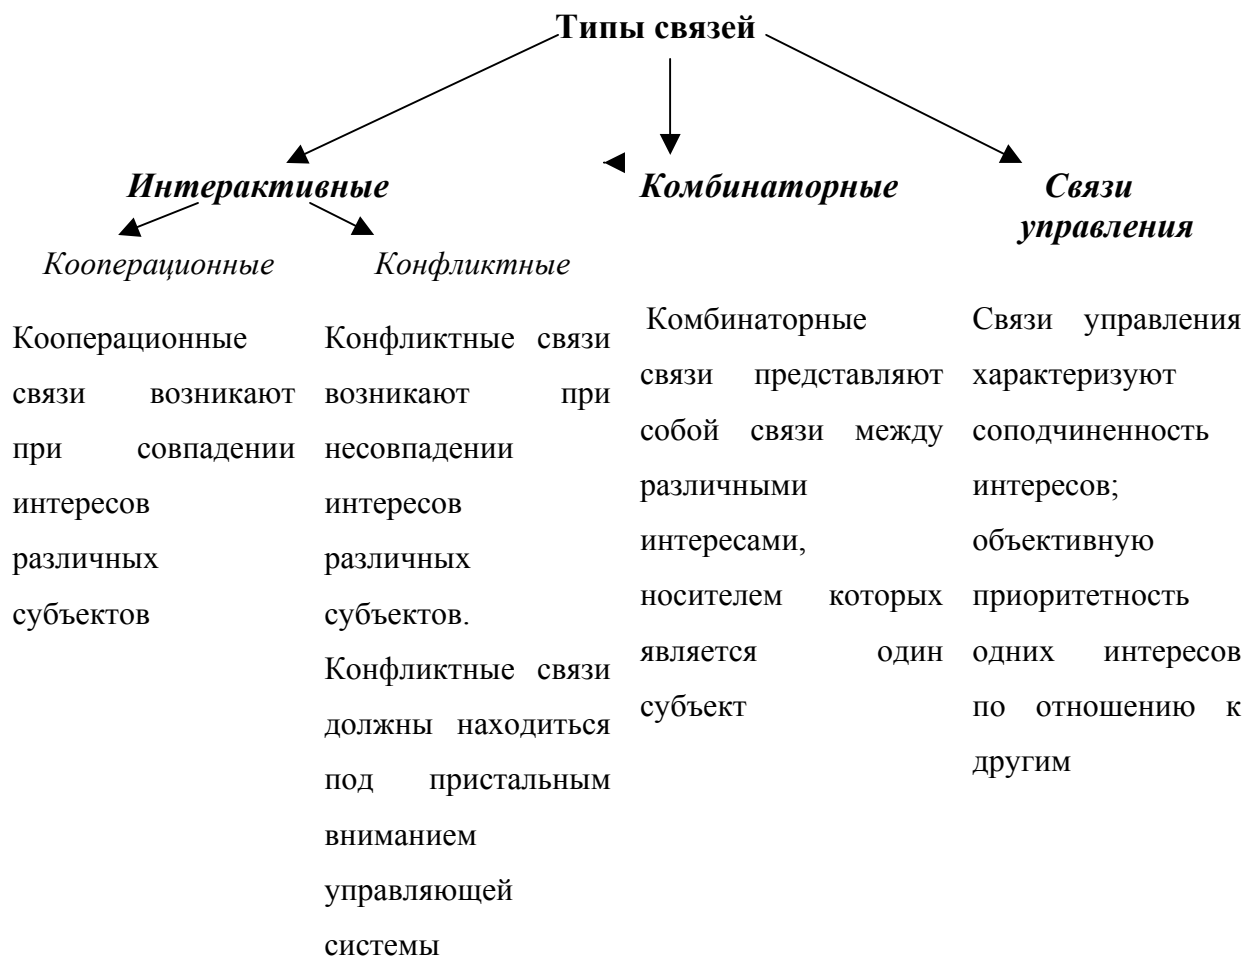 Типы связей
Интерактивные
Комбинаторные
Связи
управления
Кооперационные
Конфликтные
Кооперационные
связи возникают
при совпадении
интересов
различных
субъектов
Конфликтные связи
возникают при
несовпадении
интересов
различных
субъектов.
Конфликтные связи
должны находиться
под пристальным
вниманием
управляющей
системы
Комбинаторные
связи представляют
собой связи между
различными
интересами,
носителем которых
является один
субъект
Связи управления
характеризуют
соподчиненность
интересов;
объективную
приоритетность
одних интересов
по отношению к
другим